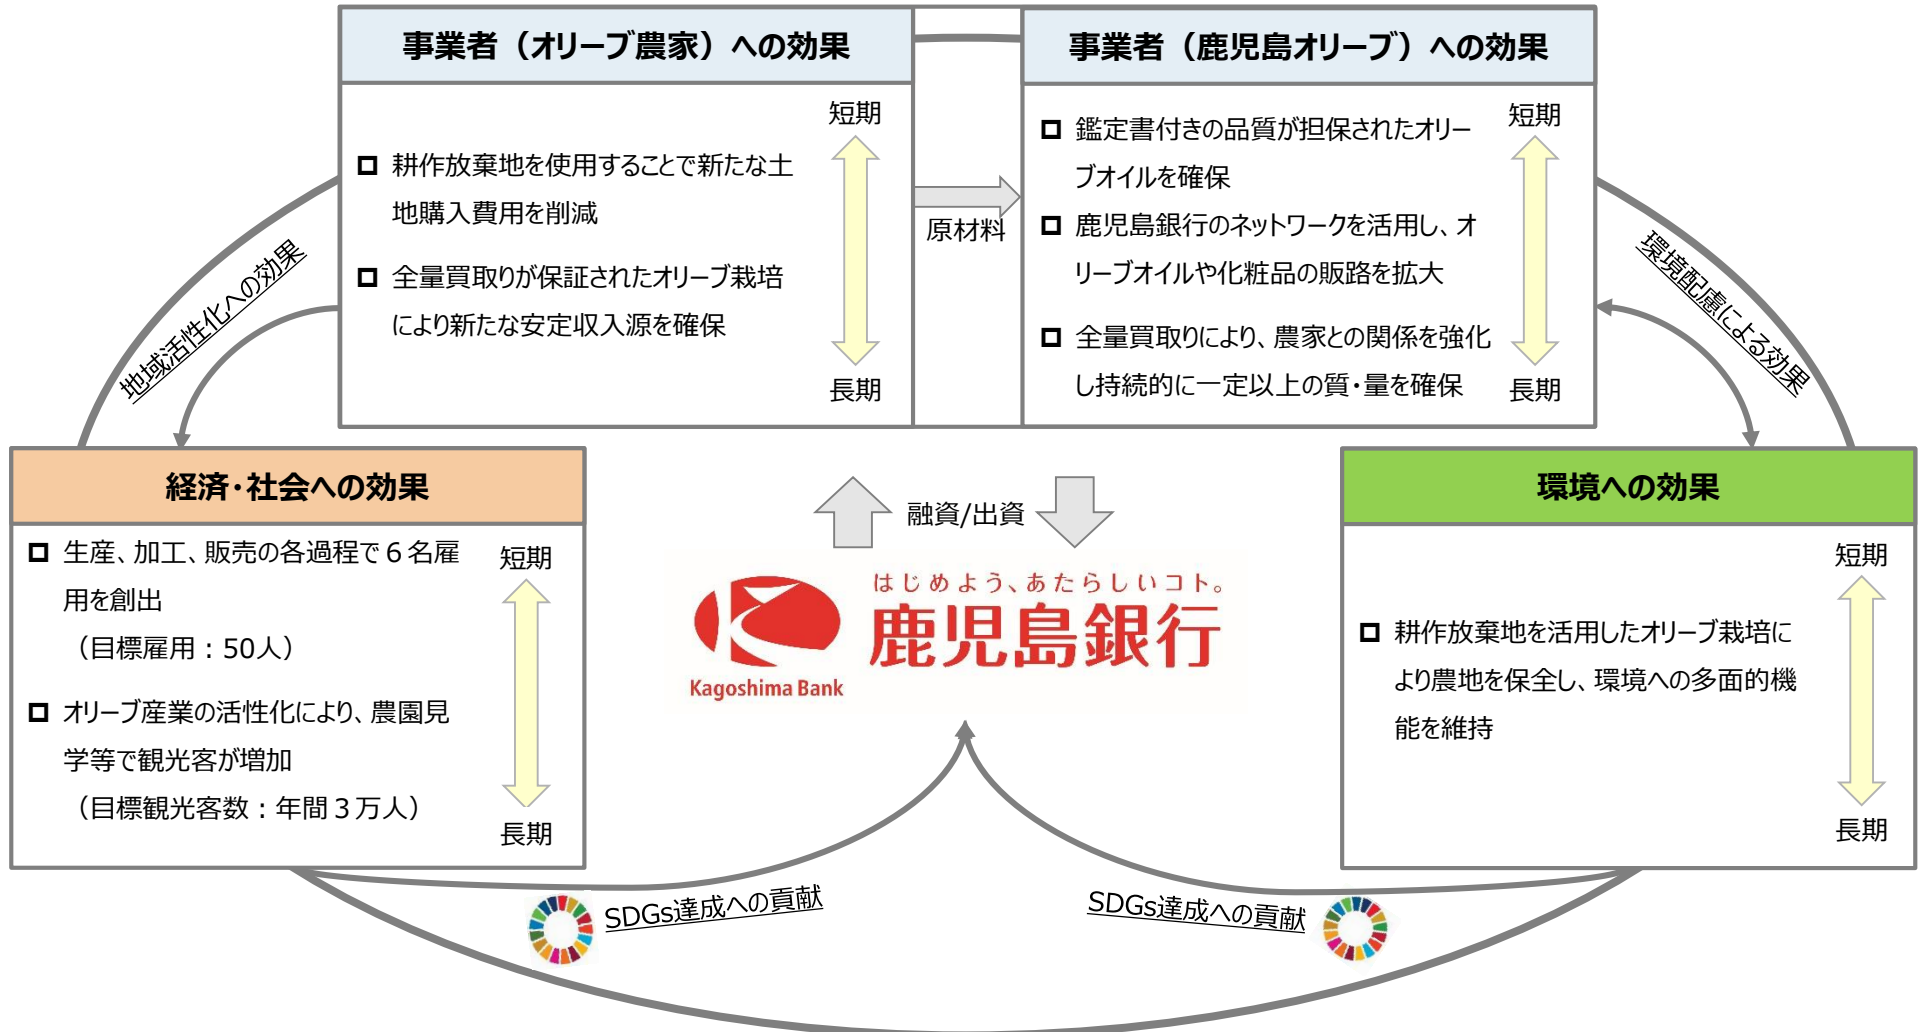 事業者（オリーブ農家）への効果
短期
耕作放棄地を使用することで新たな土
地購入費用を削減
全量買取りが保証されたオリーブ栽培
により新たな安定収入源を確保
長期
原材料
事業者（鹿児島オリーブ）への効果
短期
鑑定書付きの品質が担保されたオリー
ブオイルを確保
鹿児島銀行のネットワークを活用し、オ
リーブオイルや化粧品の販路を拡大
全量買取りにより、農家との関係を強化
し持続的に一定以上の質・量を確保
長期
地域活性化への効果
環境配慮による効果
経済・社会への効果
生産、加工、販売の各過程で６名雇
用を創出
（目標雇用：50人）
オリーブ産業の活性化により、農園見
学等で観光客が増加
（目標観光客数：年間３万人）
短期
長期
融資/出資
はじめよう、あたらしいコト。
鹿児島銀行
Kagoshima Bank
環境への効果
短期
耕作放棄地を活用したオリーブ栽培に
より農地を保全し、環境への多面的機
能を維持
長期
SDGs達成への貢献
SDGs達成への貢献